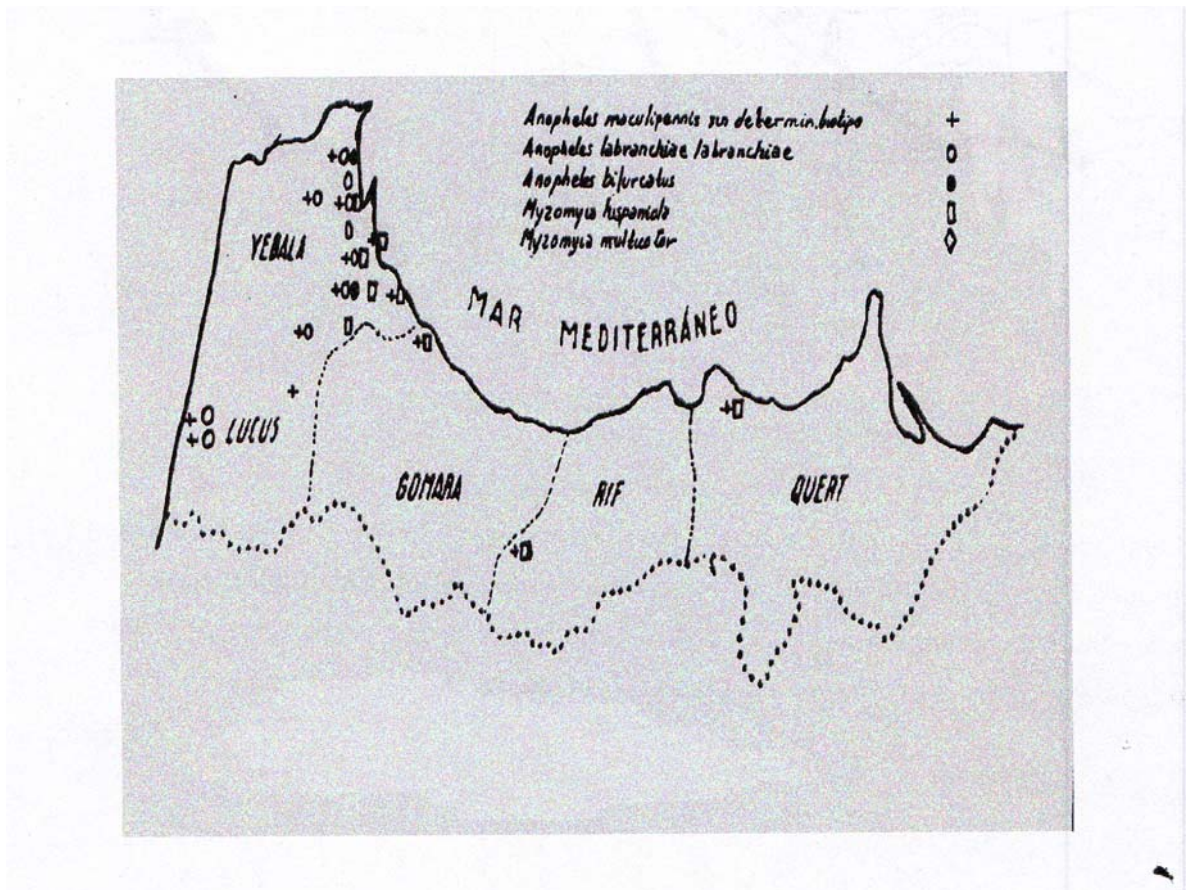 Anopheles maculipennis sin determin. biotipo +
Anopheles labranchiae labranchiae
Anopheles bifurcatus
Myzomyia hispaniola
Myzomyia multicolor
YEBALA
MAR MEDITERRÁNEO
LUCUS
GOMARA
RIF
QUERT